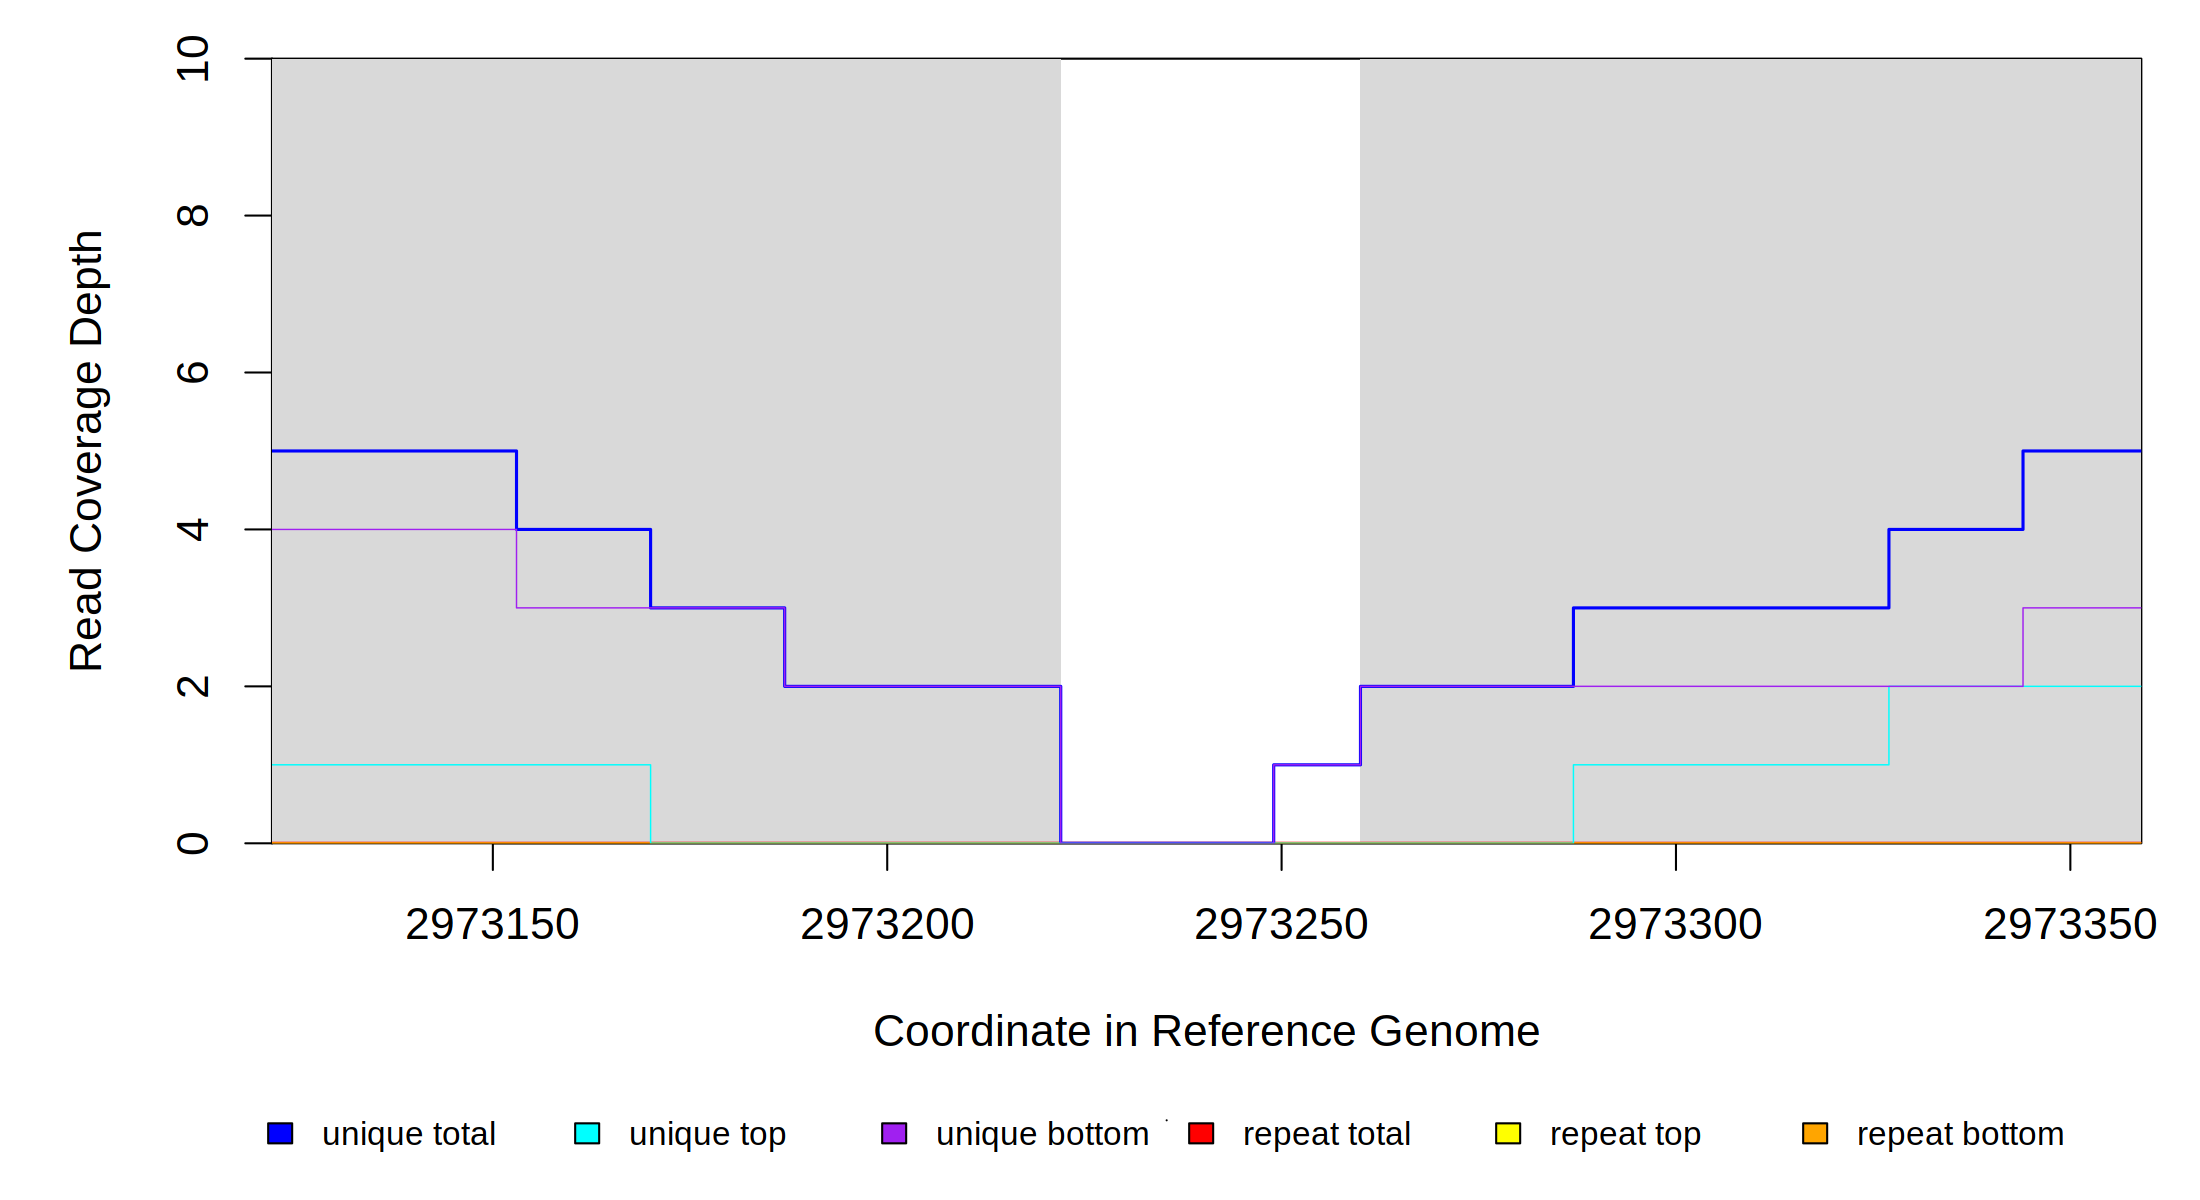 10
8
6
4
2
0
Read Coverage Depth
2973150 2973200 2973250 2973300 2973350
Coordinate in Reference Genome
unique total unique top unique bottom repeat total repeat top repeat bottom